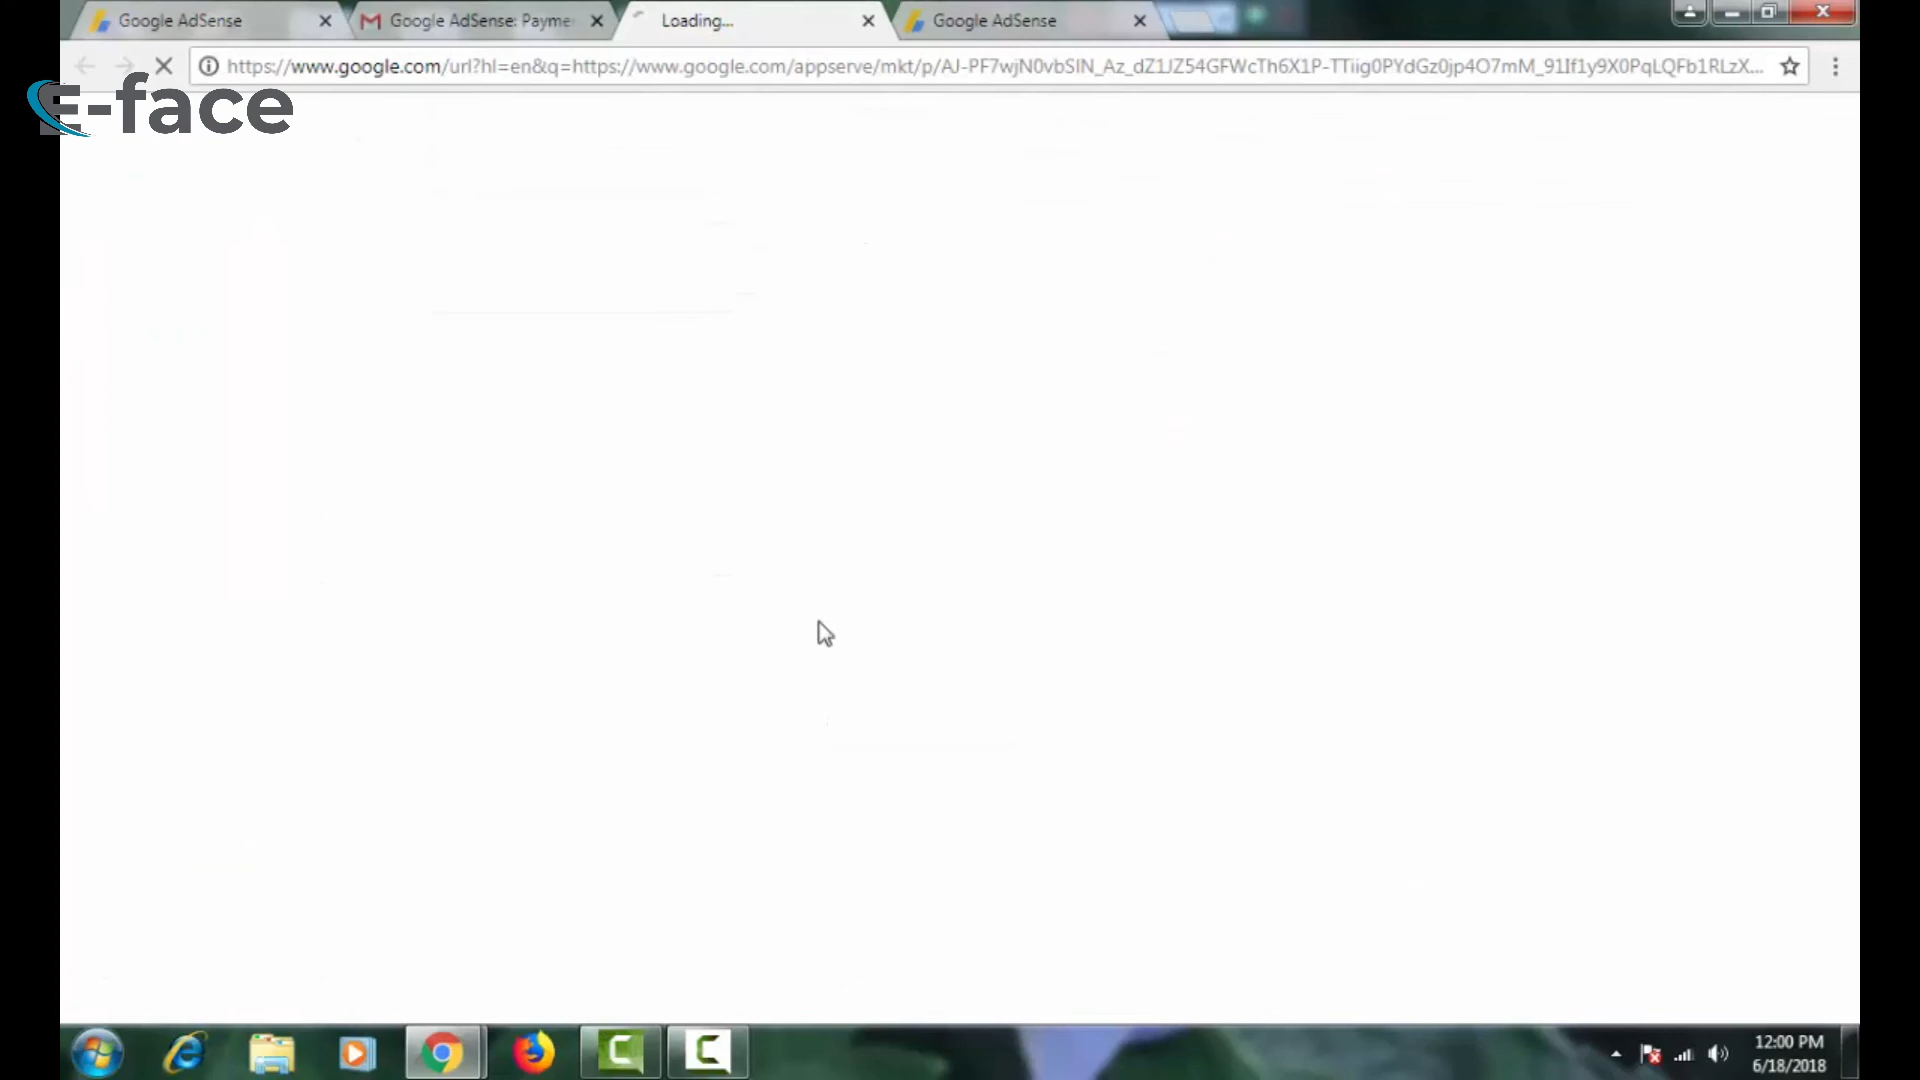 Google AdSense
Google AdSense: Payme
Loading...
Google AdSense
https://www.google.com/url?hl=en&q=https://www.google.com/appserve/mkt/p/AJ-PF7wjN0vbSIN_Az_dZ1JZ54GFWcTh6X1P-TTiig0PYdGz0jp4O7mM_91If1y9X0PqLQFb1RLzX...
E-face
12:00 PM
6/18/2018